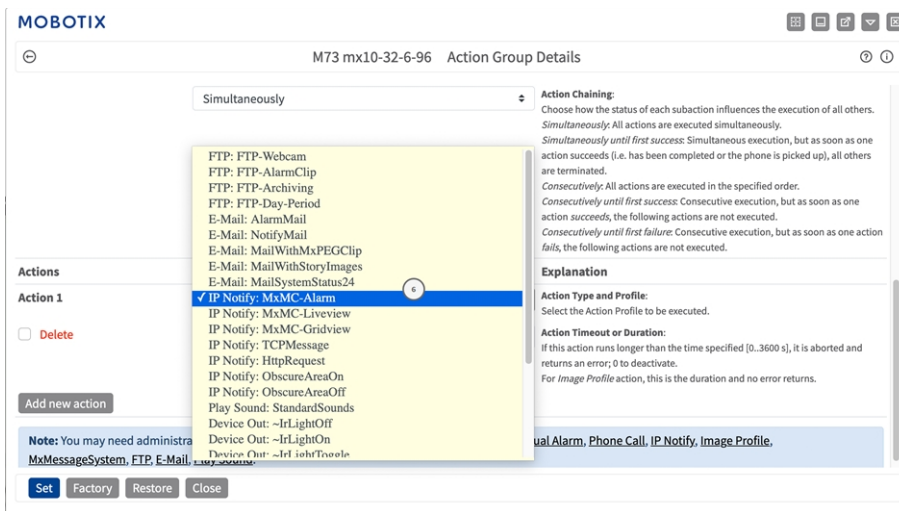 MOBOTIX
M73 mx10-32-6-96 Action Group Details
Simultaneously
Action Chaining:
Choose how the status of each subaction influences the execution of all others.
Simultaneously: All actions are executed simultaneously.
Simultaneously until first success: Simultaneous execution, but as soon as one
action succeeds (i.e. has been completed or the phone is picked up), all others
are terminated.
Consecutively: All actions are executed in the specified order.
Consecutively until first success: Consecutive execution, but as soon as one
action succeeds, the following actions are not executed.
Consecutively until first failure: Consecutive execution, but as soon as one action
fails, the following actions are not executed.
FTP: FTP-Webcam
FTP: FTP-AlarmClip
FTP: FTP-Archiving
FTP: FTP-Day-Period
E-Mail: AlarmMail
E-Mail: NotifyMail
E-Mail: MailWithMxPEGClip
E-Mail: MailWithStoryImages
E-Mail: MailSystemStatus24
6
✓ IP Notify: MxMC-Alarm
IP Notify: MxMC-Liveview
IP Notify: MxMC-Gridview
IP Notify: TCPMessage
IP Notify: HttpRequest
IP Notify: ObscureAreaOn
IP Notify: ObscureAreaOff
Play Sound: StandardSounds
Device Out: ~IrLightOff
Device Out: ~IrLightOn
Device Out: ~IrLightToggle
Actions
Explanation
Action 1
Action Type and Profile:
Select the Action Profile to be executed.
Delete
Action Timeout or Duration:
If this action runs longer than the time specified [0..3600 s], it is aborted and
returns an error; 0 to deactivate.
For Image Profile action, this is the duration and no error returns.
Add new action
Note: You may need administra ual Alarm, Phone Call, IP Notify, Image Profile,
MxMessageSystem, FTP, E-Mail, Play Sound.
Set Factory Restore Close